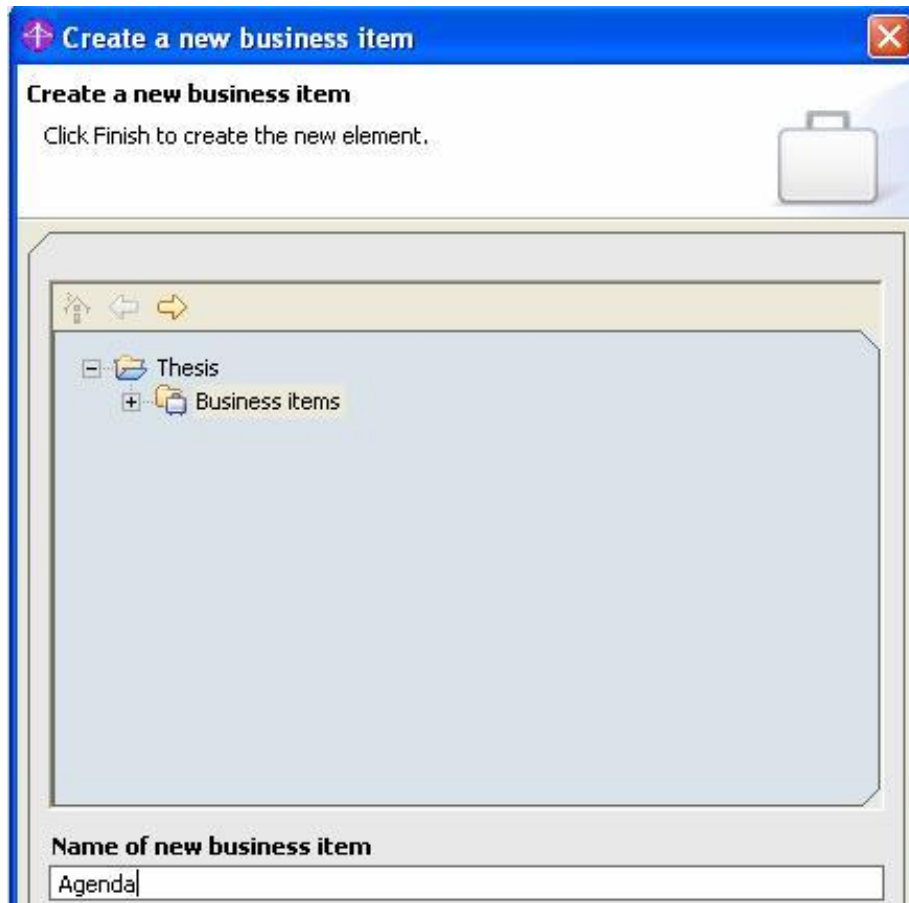 Create a new business item
Create a new business item
Click Finish to create the new element.
Thesis
Business items
Name of new business item
Agenda